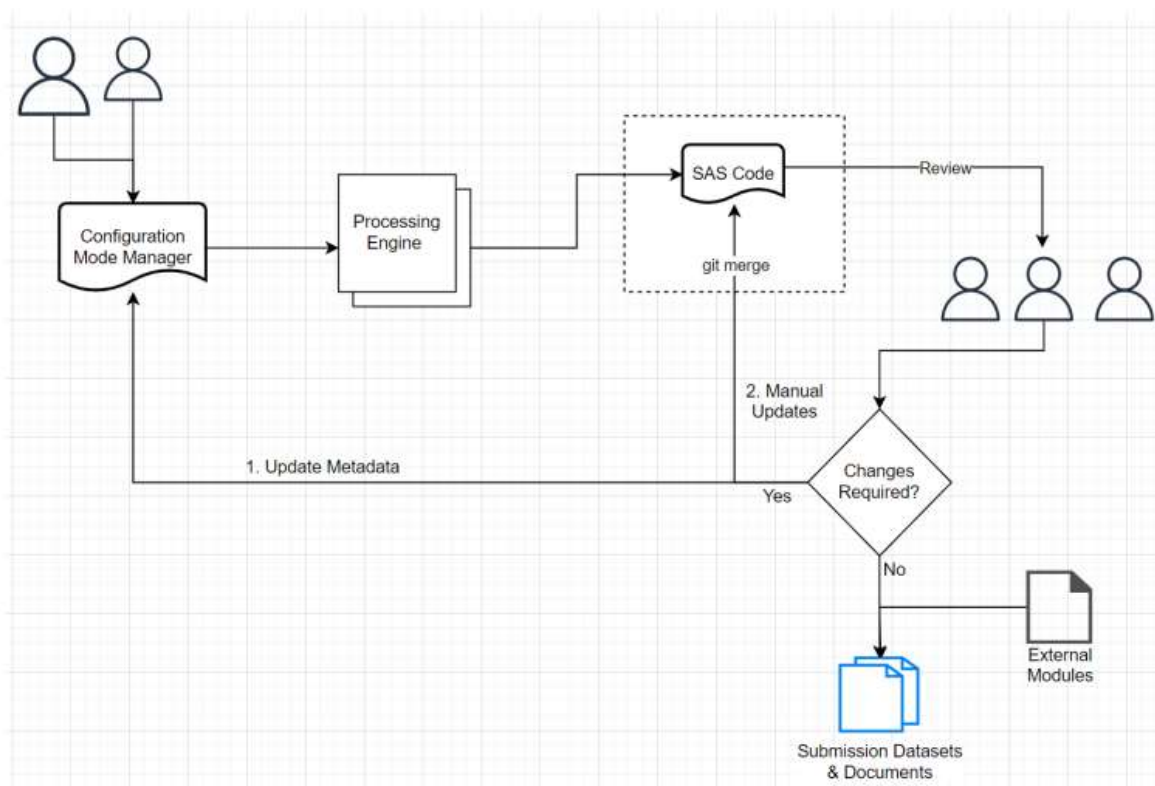 SAS Code
Review
Configuration
Mode Manager
Processing
Engine
git merge
2. Manual
Updates
1. Update Metadata
Changes
Required?
Yes
No
External
Modules
Submission Datasets
& Documents